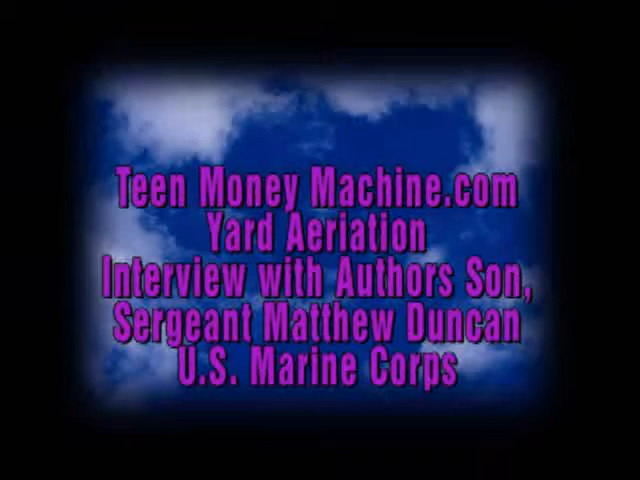 Teen Money Machine.com
Yard Aeriation
Interview with Authors Son,
Sergeant Matthew Duncan
U.S. Marine Corps